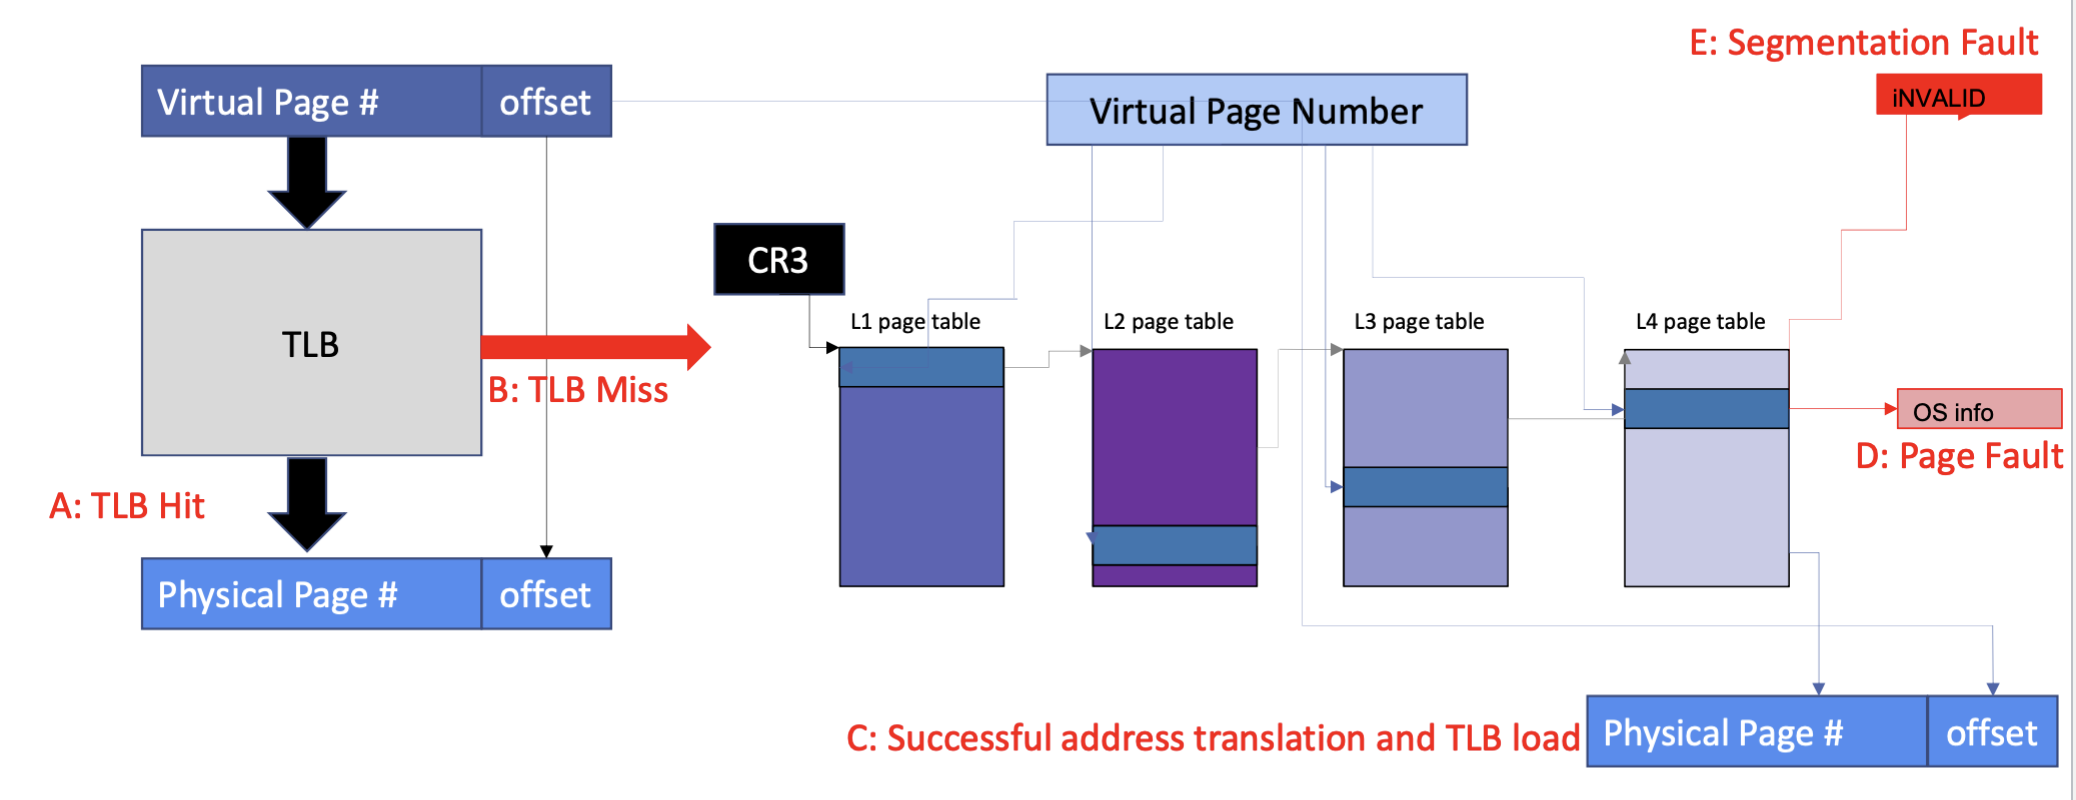 E: Segmentation Fault
Virtual Page #
offset
Virtual Page Number
iNVALID
CR3
TLB
L1 page table
L2 page table
L3 page table
L4 page table
B: TLB Miss
OS info
D: Page Fault
A: TLB Hit
Physical Page #
offset
C: Successful address translation and TLB load
Physical Page #
offset